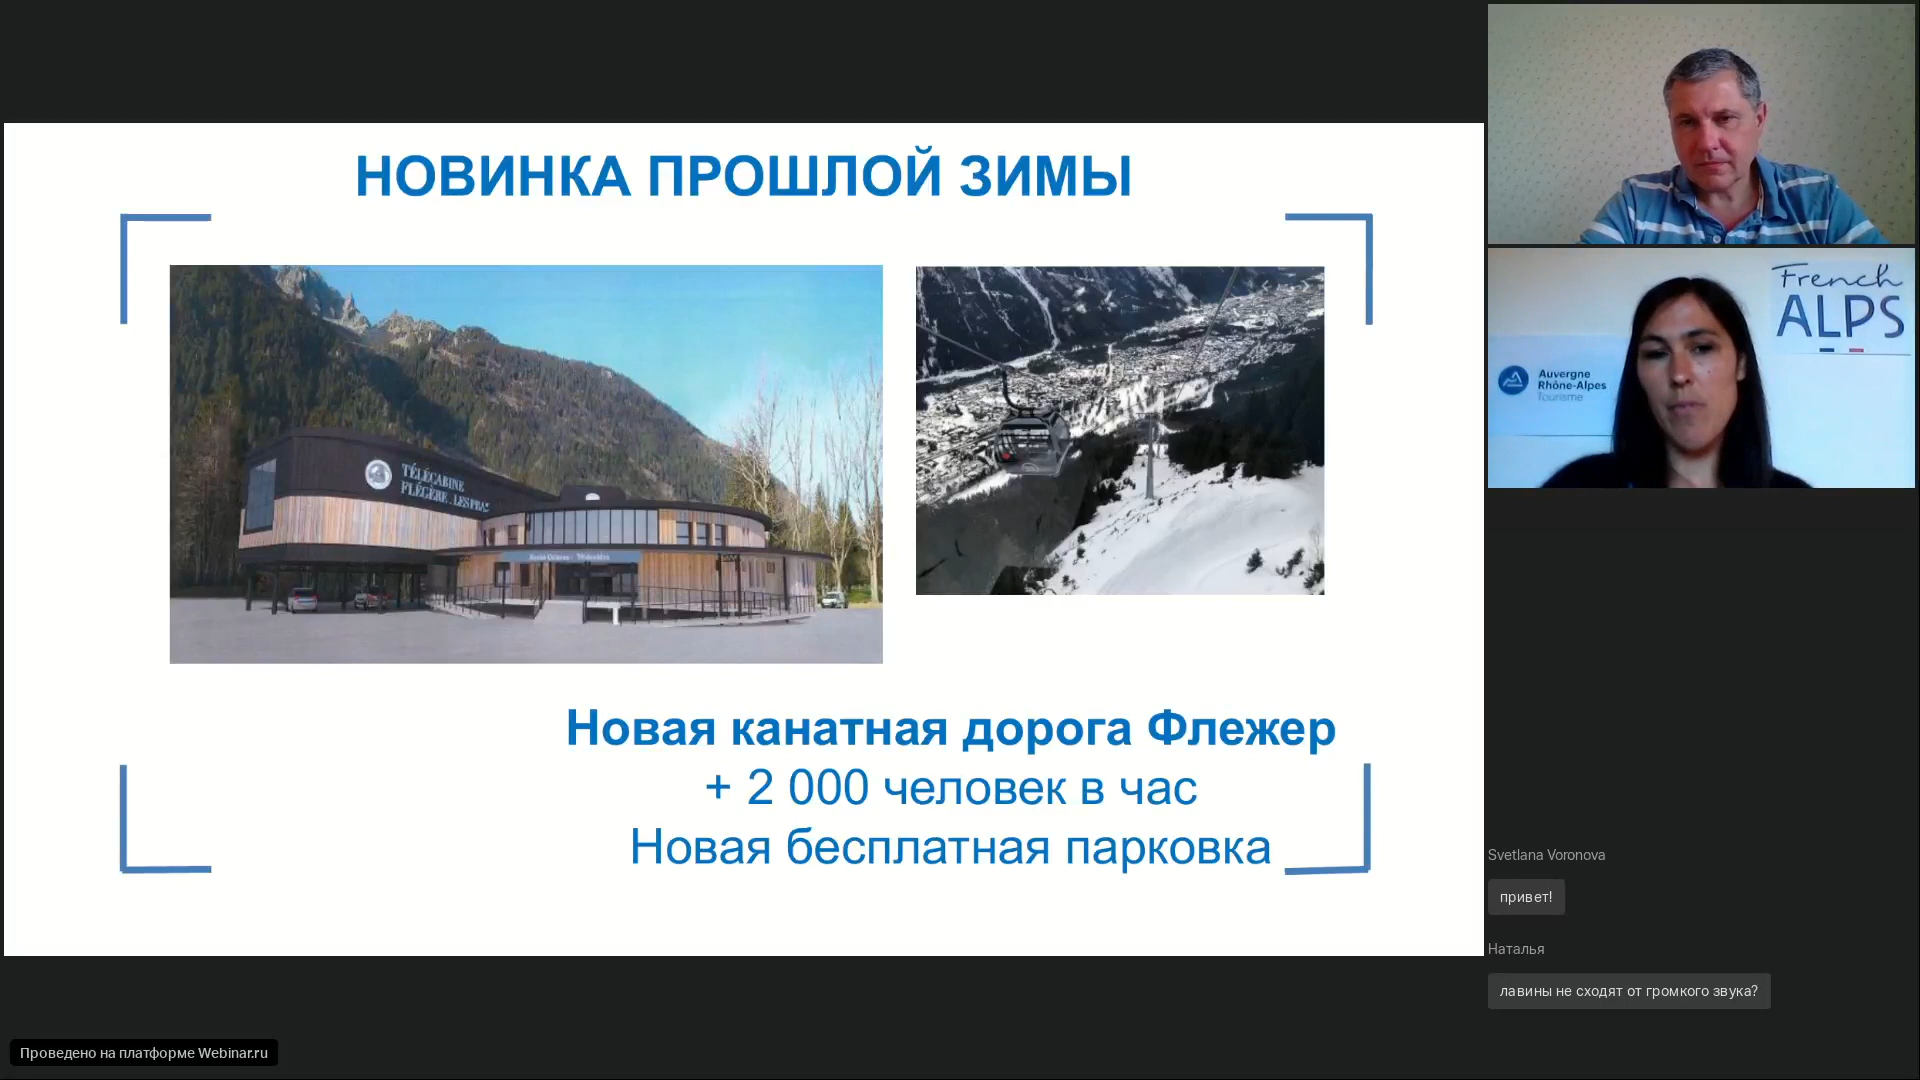 НОВИНКА ПРОШЛОЙ ЗИМЫ
TÉLÉCABINE
FLÉGÈRE . LES PRAZ
Новая канатная дорога Флежер
+ 2 000 человек в час
Новая бесплатная парковка
French
ALPS
Auvergne
Rhône-Alpes
Tourisme
Svetlana Voronova
привет!
Наталья
лавины не сходят от громкого звука?
Проведено на платформе Webinar.ru